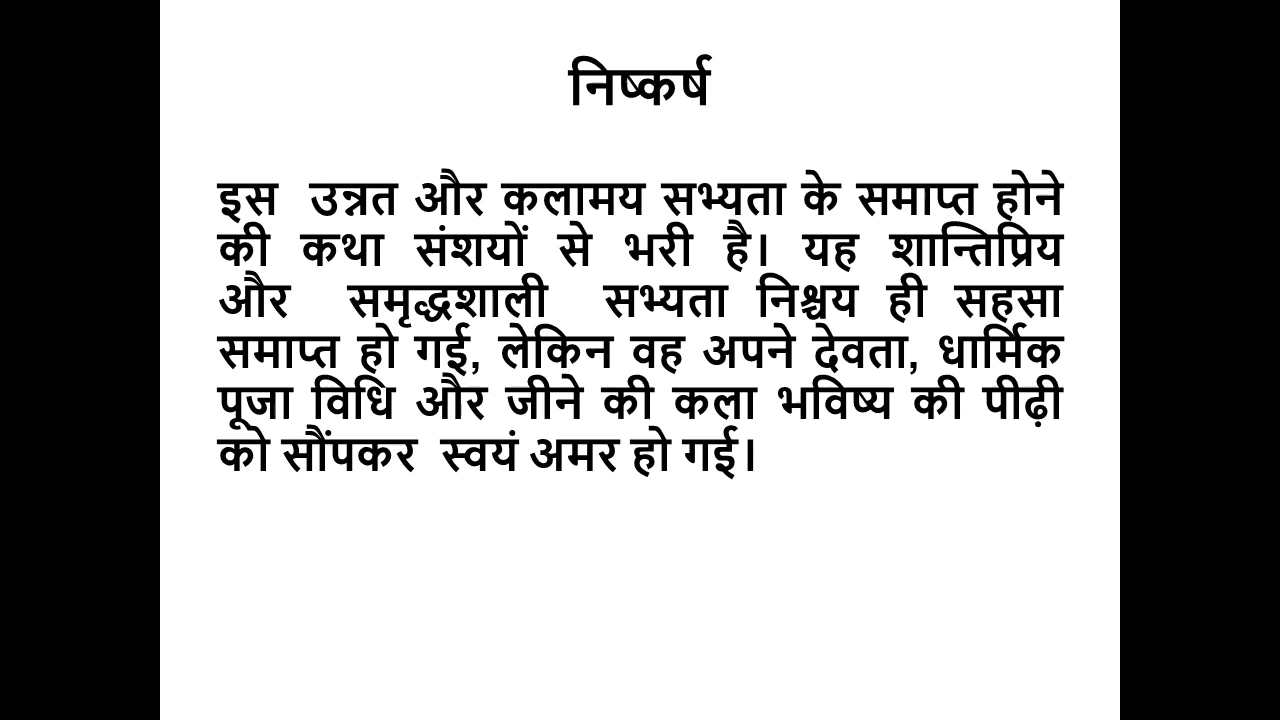 निष्कर्ष
इस उन्नत और कलामय सभ्यता के समाप्त होने
की कथा संशयों से भरी है। यह शान्तिप्रिय
और समृद्धशाली सभ्यता निश्चय ही सहसा
समाप्त हो गई, लेकिन वह अपने देवता, धार्मिक
पूजा विधि और जीने की कला भविष्य की पीढ़ी
को सौंपकर स्वयं अमर हो गई।